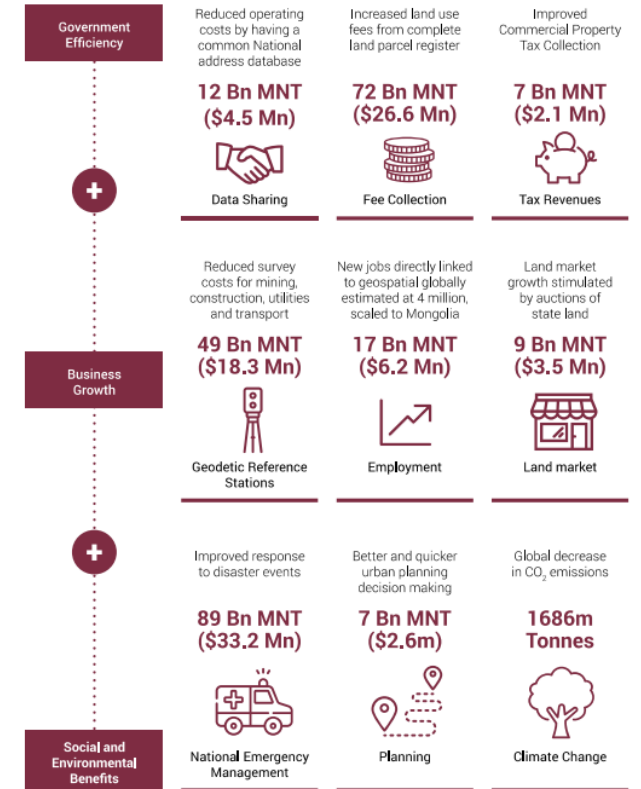 Government
Efficiency
Reduced operating
costs by having a
common National
address database
12 Bn MNT
($4.5 Mn)
Data Sharing
Increased land use
fees from complete
land parcel register
72 Bn MNT
($26.6 Mn)
Fee Collection
Improved
Commercial Property
Tax Collection
7 Bn MNT
($2.1 Mn)
Tax Revenues
+
Business
Growth
Reduced survey
costs for mining,
construction, utilities
and transport
49 Bn MNT
($18.3 Mn)
Geodetic Reference
Stations
New jobs directly linked
to geospatial globally
estimated at 4 million,
scaled to Mongolia
17 Bn MNT
($6.2 Mn)
Employment
Land market
growth stimulated
by auctions of
state land
9 Bn MNT
($3.5 Mn)
Land market
+
Social and
Environmental
Benefits
Improved response
to disaster events
89 Bn MNT
($33.2 Mn)
National Emergency
Management
Better and quicker
urban planning
decision making
7 Bn MNT
($2.6m)
Planning
Global decrease
in CO₂ emissions
1686m
Tonnes
Climate Change